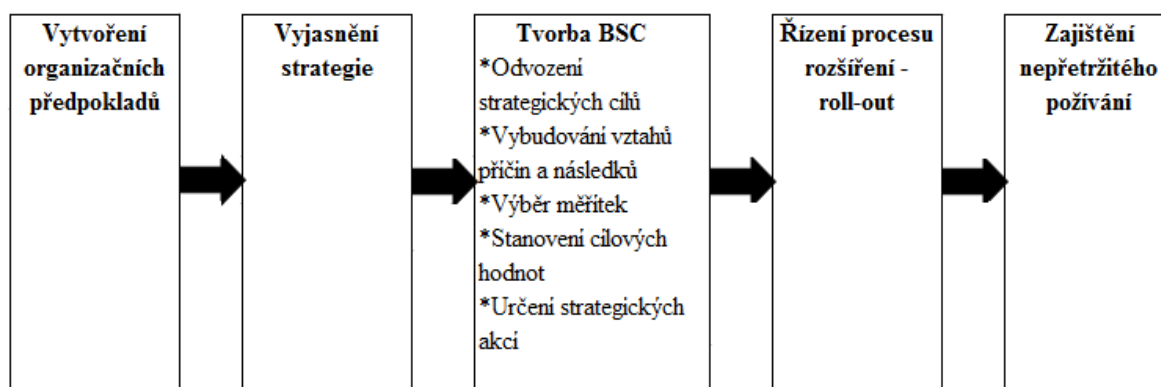 Vytvoření
organizačních
předpokladů
Vyjasnění
strategie
Tvorba BSC
*Odvození
strategických cílů
*Vybudování vztahů
příčin a následků
*Výběr měřítek
*Stanovení cílových
hodnot
*Určení strategických
akcí
Řízení procesu
rozšíření -
roll-out
Zajištění
nepřetržitého
požívání